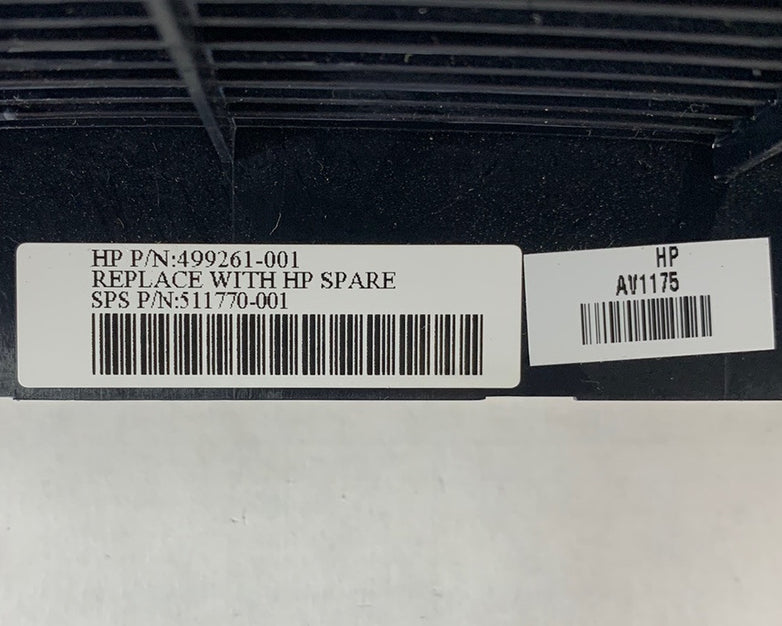 HP P/N:499261-001
REPLACE WITH HP SPARE
SPS P/N:511770-001
HP
AV1175